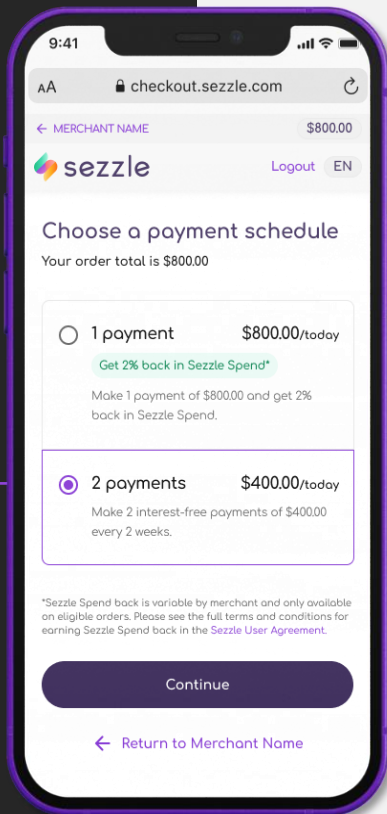 9:41
AA checkout.sezzle.com
← MERCHANT NAME $800.00
sezzle Logout EN
Choose a payment schedule
Your order total is $800.00
1 payment $800.00/today
Get 2% back in Sezzle Spend*
Make 1 payment of $800.00 and get 2%
back in Sezzle Spend.
2 payments $400.00/today
Make 2 interest-free payments of $400.00
every 2 weeks.
*Sezzle Spend back is variable by merchant and only available
on eligible orders. Please see the full terms and conditions for
earning Sezzle Spend back in the Sezzle User Agreement.
Continue
← Return to Merchant Name